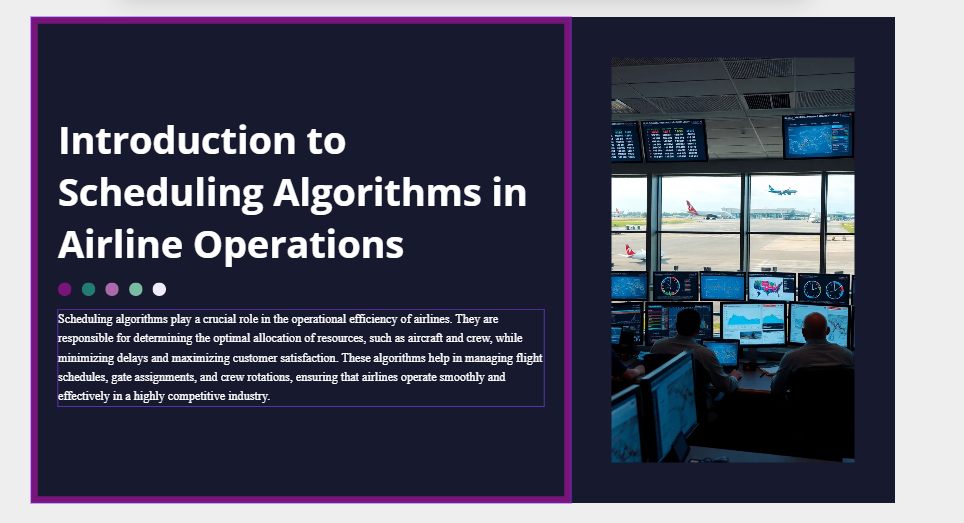 Introduction to
Scheduling Algorithms in
Airline Operations
Scheduling algorithms play a crucial role in the operational efficiency of airlines. They are
responsible for determining the optimal allocation of resources, such as aircraft and crew, while
minimizing delays and maximizing customer satisfaction. These algorithms help in managing flight
schedules, gate assignments, and crew rotations, ensuring that airlines operate smoothly and
effectively in a highly competitive industry.